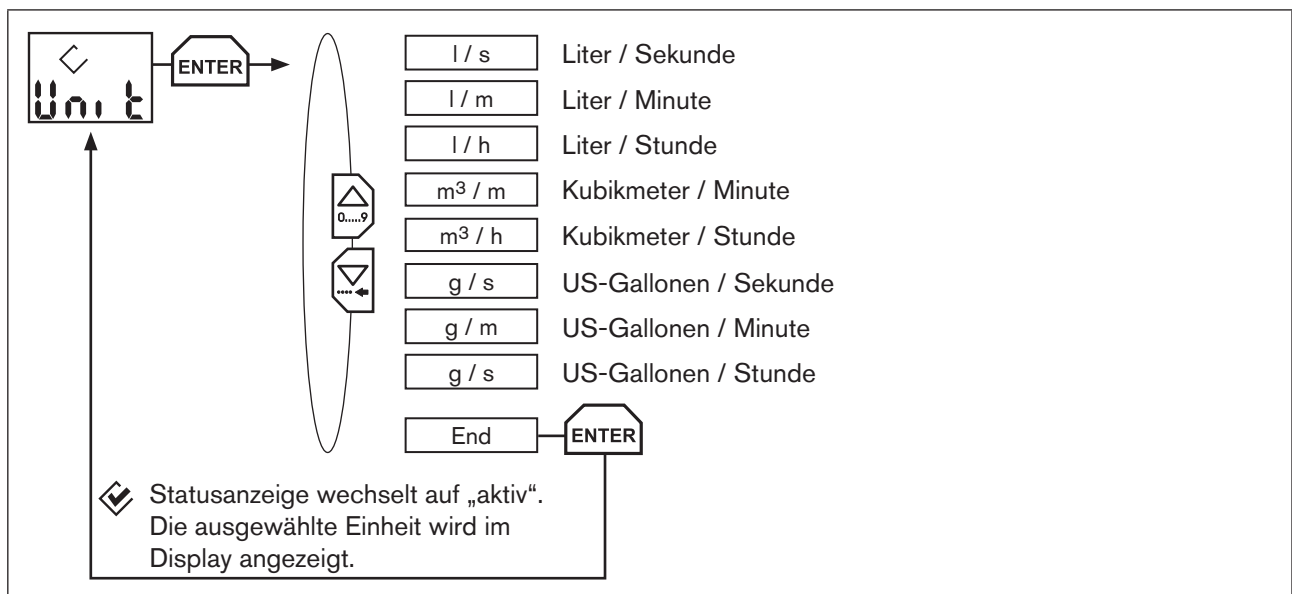 Unit
ENTER
l / s Liter / Sekunde
l / m Liter / Minute
l / h Liter / Stunde
m³ / m Kubikmeter / Minute
0.....9
m³ / h Kubikmeter / Stunde
....
g / s US-Gallonen / Sekunde
g / m US-Gallonen / Minute
g / s US-Gallonen / Stunde
End ENTER
Statusanzeige wechselt auf „aktiv“.
Die ausgewählte Einheit wird im
Display angezeigt.